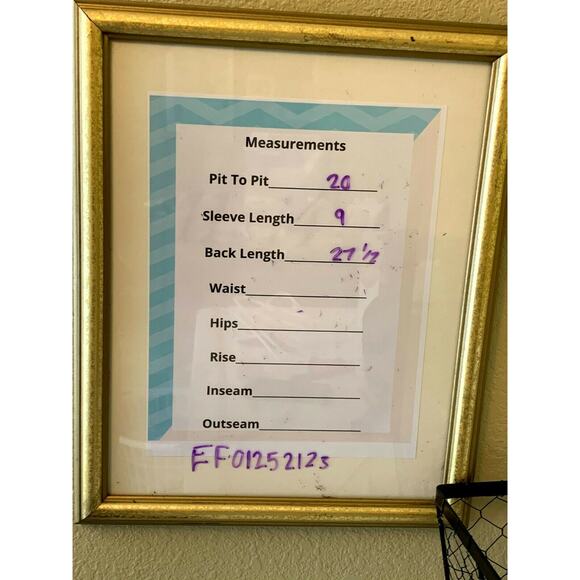 Measurements
Pit To Pit 20
Sleeve Length 9
Back Length 27 1/2
Waist
Hips
Rise
Inseam
Outseam
EF01252123